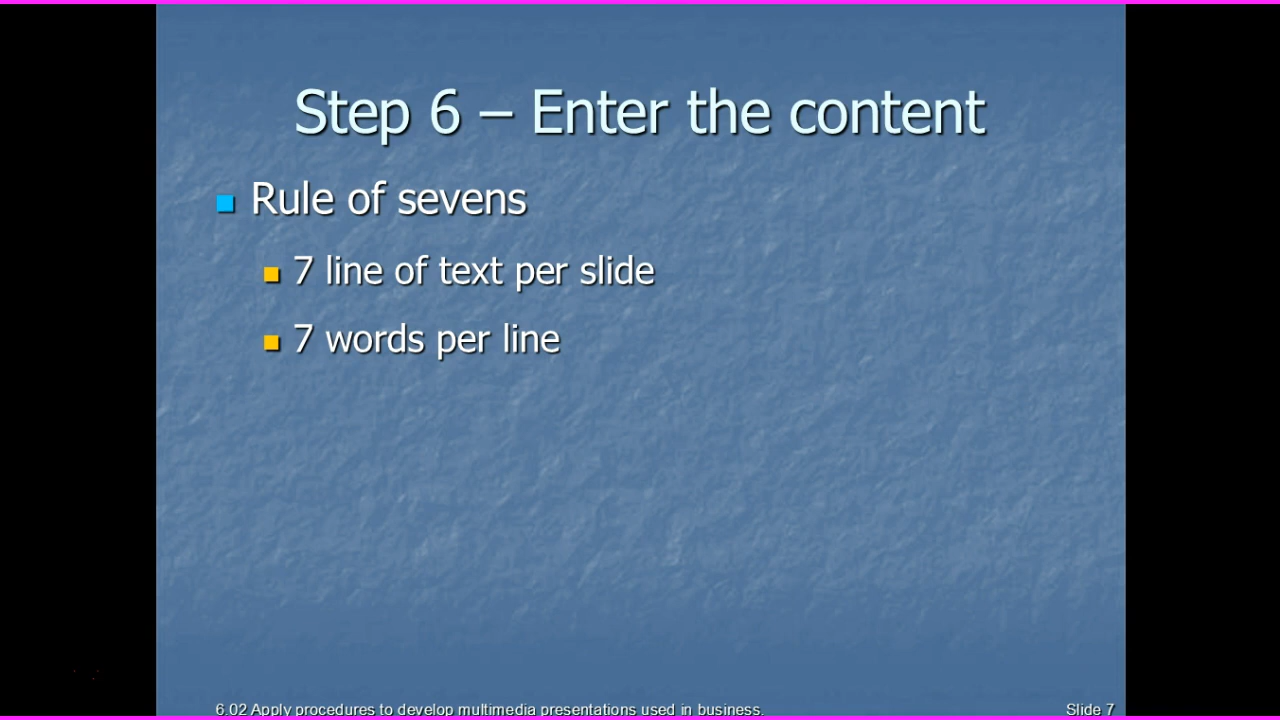 Step 6 – Enter the content
Rule of sevens
7 line of text per slide
7 words per line
6.02 Apply procedures to develop multimedia presentations used in business.
Slide 7